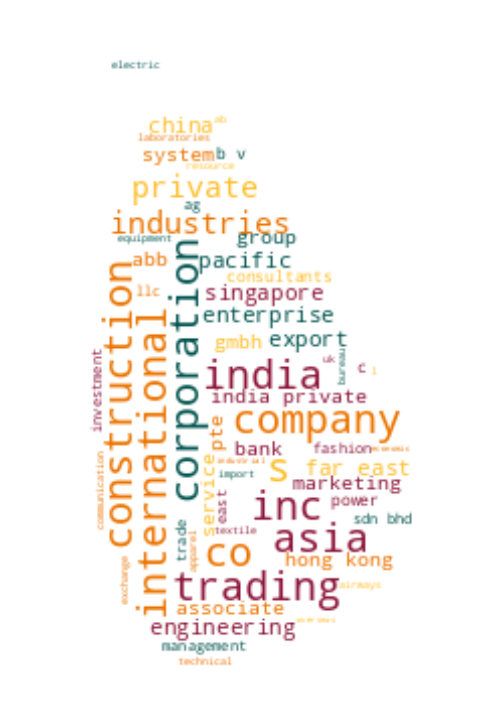 electric
china
ab
laboratories
system
b v
resource
private
ag
industries
equipment
group
abb
pacific
consultants
llc
singapore
enterprise
gmbh
export
construction
international
corporation
investment
uk
bureau
c
india
india private
company
pte
bank
fashion
economic
s
far east
industrial
import
marketing
service
communication
inc
east
power
sdn bhd
trade
textile
asia
apparel
co
hong kong
exchange
trading
airways
associate
engineering
management
technical